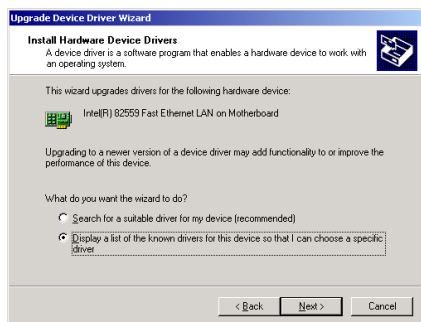 Upgrade Device Driver Wizard
Install Hardware Device Drivers
A device driver is a software program that enables a hardware device to work with
an operating system.
This wizard upgrades drivers for the following hardware device:
Intel(R) 82559 Fast Ethernet LAN on Motherboard
Upgrading to a newer version of a device driver may add functionality to or improve the
performance of this device.
What do you want the wizard to do?
Search for a suitable driver for my device (recommended)
Display a list of the known drivers for this device so that I can choose a specific
driver
< Back
Next >
Cancel